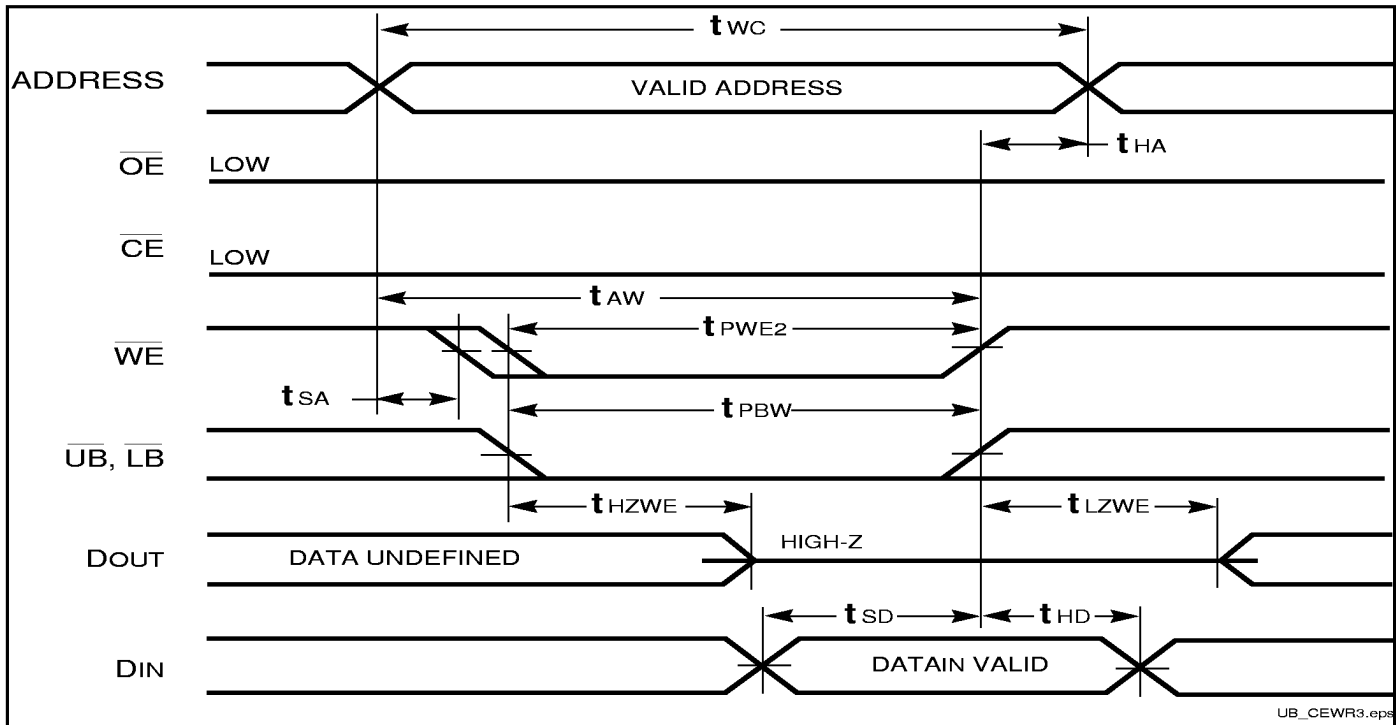 tWC
ADDRESS VALID ADDRESS
tHA
OE LOW
CE LOW
tAW
tPWE2
WE
tSA
tPBW
UB, LB
tHZWE tLZWE
DOUT DATA UNDEFINED HIGH-Z
tSD tHD
DIN DATAIN VALID
UB_CEWR3.eps